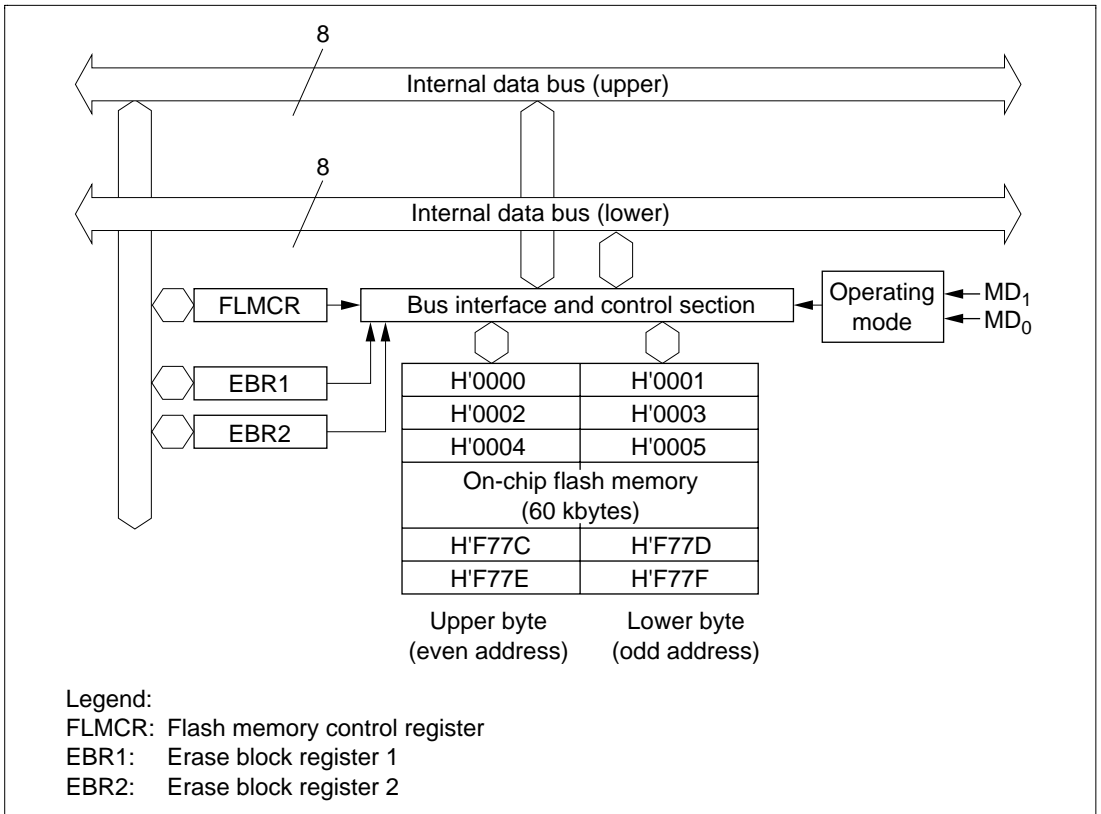 8
Internal data bus (upper)
8
Internal data bus (lower)
FLMCR
Bus interface and control section
Operating
mode
MD1
MD0
EBR1
EBR2
H'0000 H'0001
H'0002 H'0003
H'0004 H'0005
On-chip flash memory
(60 kbytes)
H'F77C H'F77D
H'F77E H'F77F
Upper byte
(even address)
Lower byte
(odd address)
Legend:
FLMCR: Flash memory control register
EBR1: Erase block register 1
EBR2: Erase block register 2